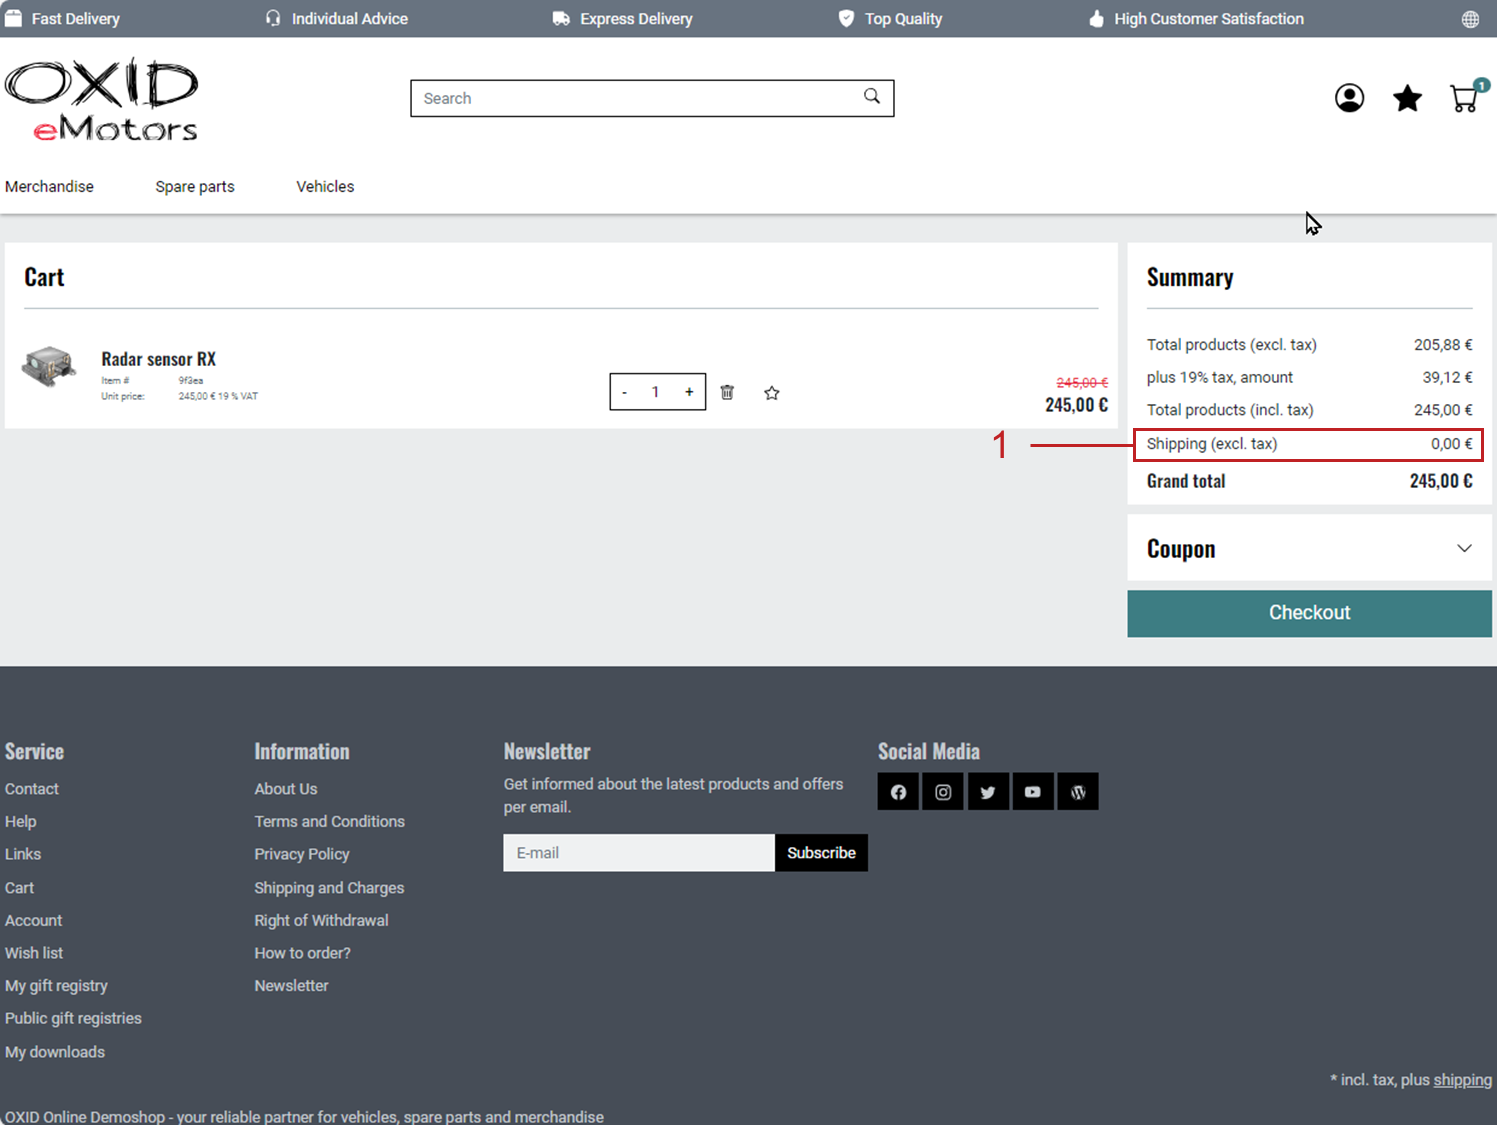 Fast Delivery Individual Advice Express Delivery Top Quality High Customer Satisfaction
OXID
eMotors
Search
1
Merchandise Spare parts Vehicles
Cart
Radar sensor RX
Item # 9f3ea
Unit price: 245,00 € 19 % VAT
- 1 +
245,00 €
245,00 €
Summary
Total products (excl. tax) 205,88 €
plus 19% tax, amount 39,12 €
Total products (incl. tax) 245,00 €
1
Shipping (excl. tax) 0,00 €
Grand total 245,00 €
Coupon
Checkout
Service
Contact
Help
Links
Cart
Account
Wish list
My gift registry
Public gift registries
My downloads
Information
About Us
Terms and Conditions
Privacy Policy
Shipping and Charges
Right of Withdrawal
How to order?
Newsletter
Newsletter
Get informed about the latest products and offers
per email.
E-mail Subscribe
Social Media
* incl. tax, plus shipping
OXID Online Demoshop - your reliable partner for vehicles, spare parts and merchandise